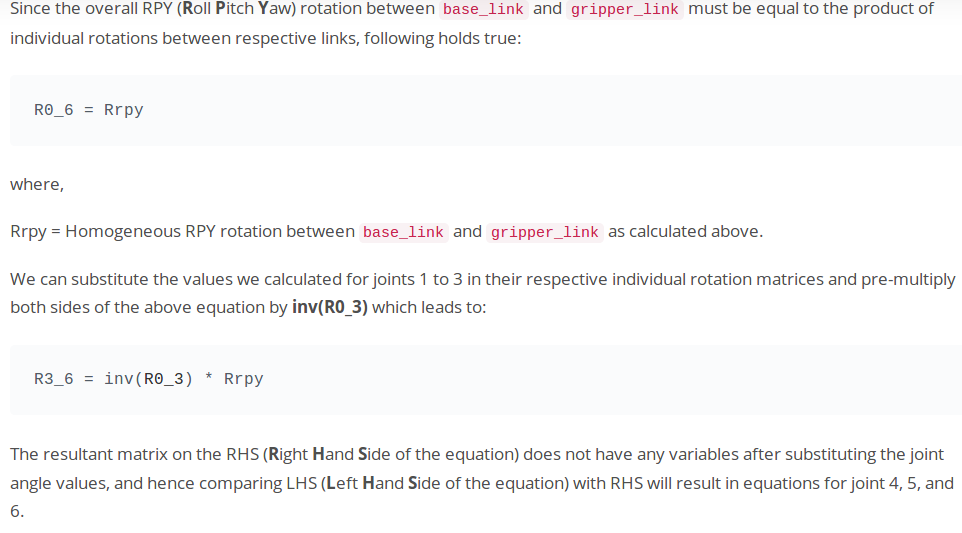 Since the overall RPY (Roll Pitch Yaw) rotation between base_link and gripper_link must be equal to the product of
individual rotations between respective links, following holds true:
R0_6 = Rrpy
where,
Rrpy = Homogeneous RPY rotation between base_link and gripper_link as calculated above.
We can substitute the values we calculated for joints 1 to 3 in their respective individual rotation matrices and pre-multiply
both sides of the above equation by inv(R0_3) which leads to:
R3_6 = inv(R0_3) * Rrpy
The resultant matrix on the RHS (Right Hand Side of the equation) does not have any variables after substituting the joint
angle values, and hence comparing LHS (Left Hand Side of the equation) with RHS will result in equations for joint 4, 5, and
6.